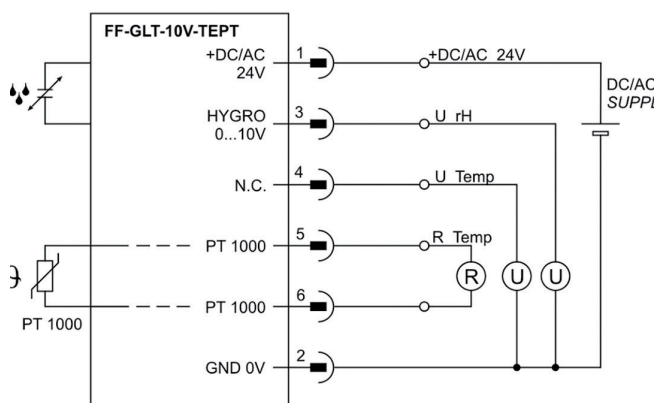 FF-GLT-10V-TEPT
+DC/AC
24V
1
+DC/AC 24V
DC/AC
SUPPL
HYGRO
0...10V
3
U rH
N.C.
4
U Temp
PT 1000
5
R Temp
R
U
U
PT 1000
PT 1000
6
GND 0V
2